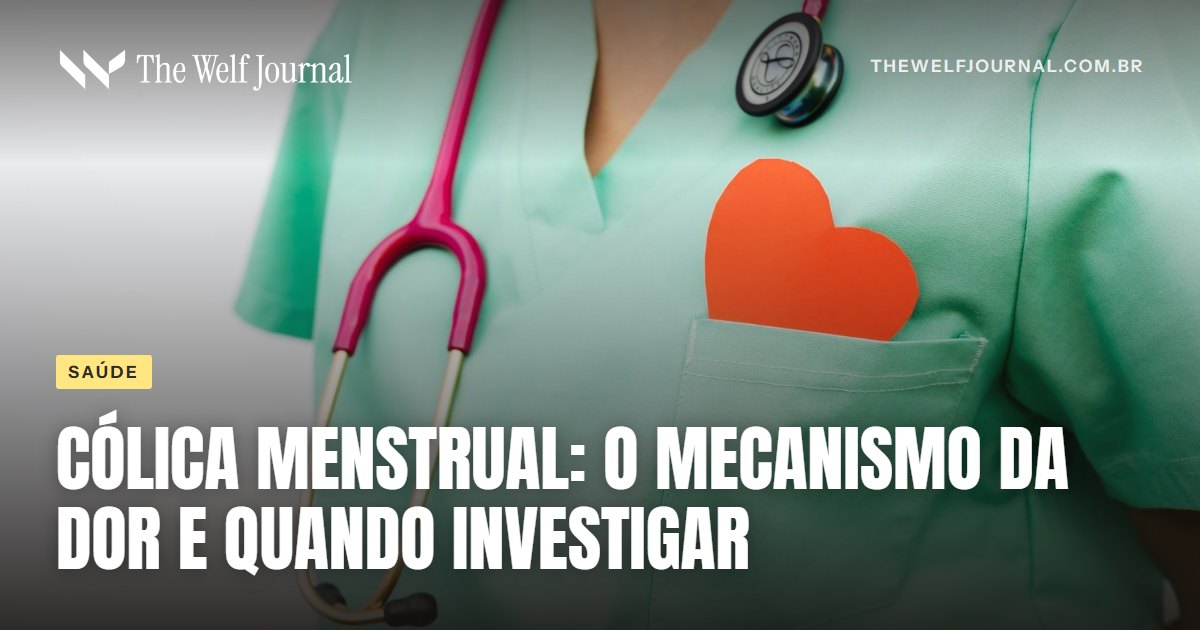 The Welf Journal
THEWELFJOURNAL.COM.BR
SAÚDE
CÓLICA MENSTRUAL: O MECANISMO DA
DOR E QUANDO INVESTIGAR